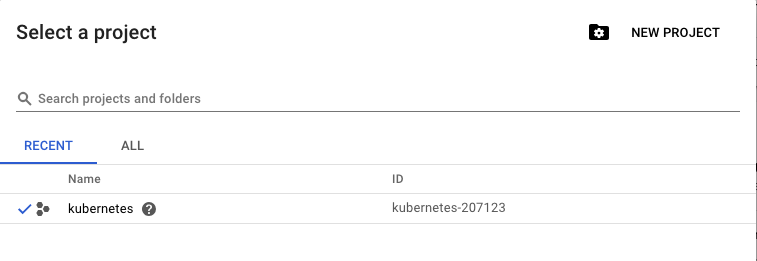 Select a project
NEW PROJECT
Search projects and folders
RECENT ALL
Name ID
kubernetes ? kubernetes-207123